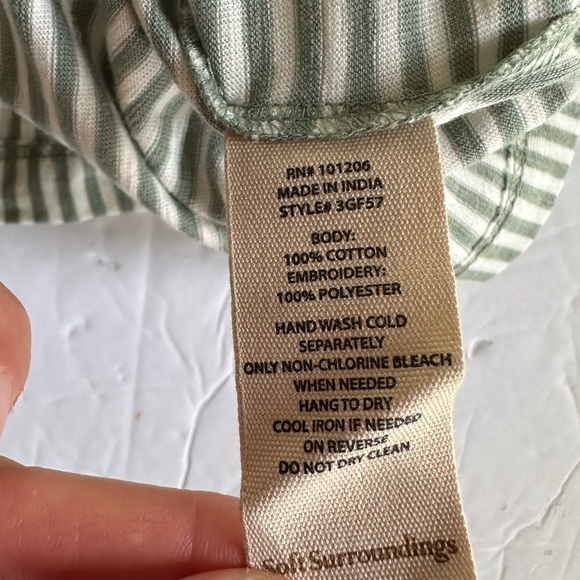 RN# 101206
MADE IN INDIA
STYLE# 3GF57
BODY:
100% COTTON
EMBROIDERY:
100% POLYESTER
HAND WASH COLD
SEPARATELY
ONLY NON-CHLORINE BLEACH
WHEN NEEDED
HANG TO DRY
COOL IRON IF NEEDED
ON REVERSE
DO NOT DRY CLEAN
Soft Surroundings